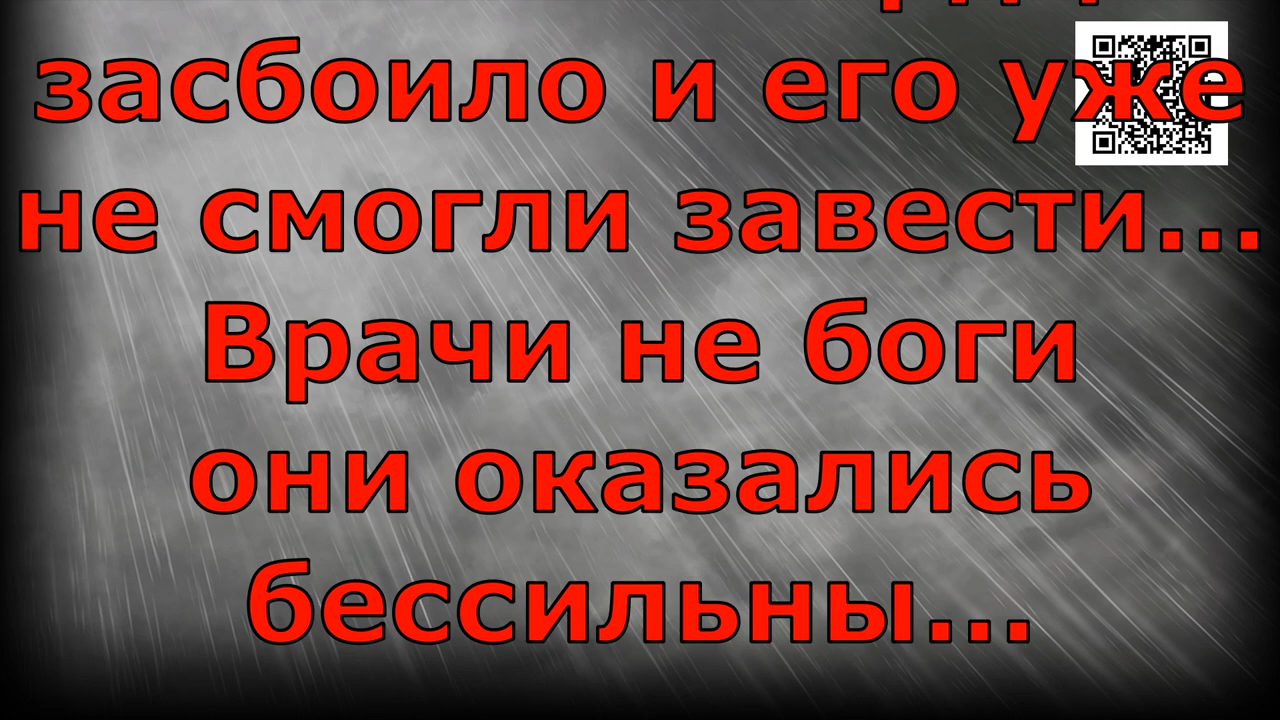 засбоило и его уже
не смогли завести...
Врачи не боги
они оказались
бессильны...